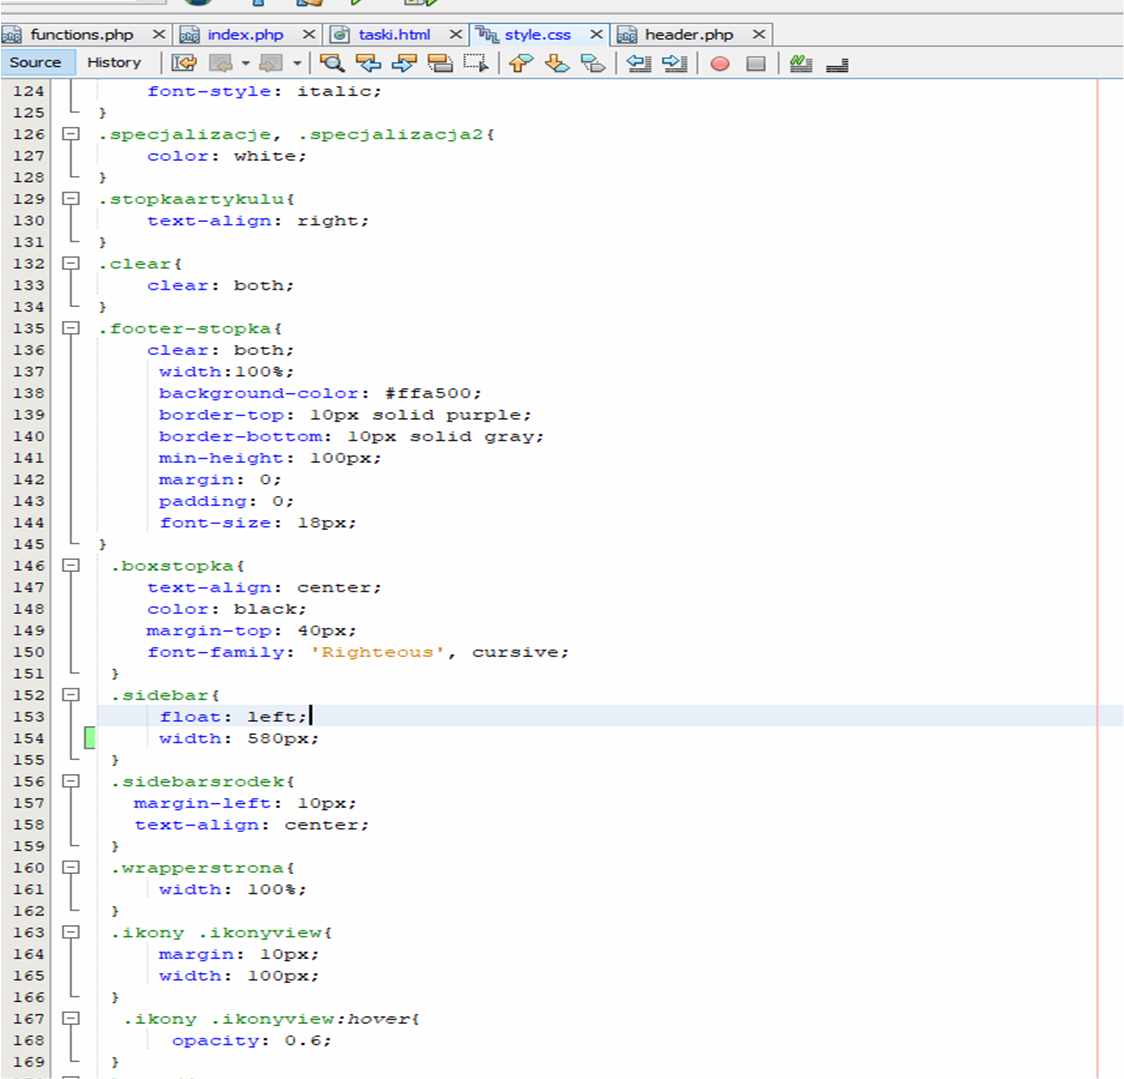 functions.php index.php taski.html style.css header.php
Source History
124 font-style: italic;
125 }
126 .specjalizacje, .specjalizacja2{
127 color: white;
128 }
129 .stopkaartykulu{
130 text-align: right;
131 }
132 .clear{
133 clear: both;
134 }
135 .footer-stopka{
136 clear: both;
137 width:100%;
138 background-color: #ffa500;
139 border-top: 10px solid purple;
140 border-bottom: 10px solid gray;
141 min-height: 100px;
142 margin: 0;
143 padding: 0;
144 font-size: 18px;
145 }
146 .boxstopka{
147 text-align: center;
148 color: black;
149 margin-top: 40px;
150 font-family: 'Righteous', cursive;
151 }
152 .sidebar{
153 float: left;
154 width: 580px;
155 }
156 .sidebarsrodek{
157 margin-left: 10px;
158 text-align: center;
159 }
160 .wrapperstrona{
161 width: 100%;
162 }
163 .ikony .ikonyview{
164 margin: 10px;
165 width: 100px;
166 }
167 .ikony .ikonyview:hover{
168 opacity: 0.6;
169 }